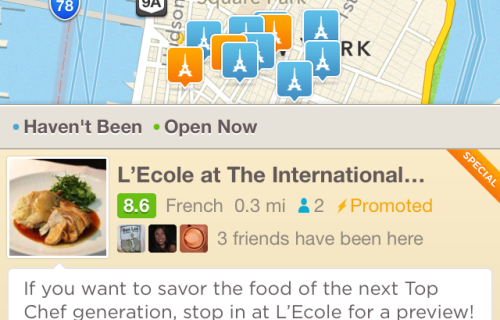 78
9A
Square Park
Hudson
YORK
• Haven't Been • Open Now
L'Ecole at The International...
SPECIAL
8.6 French 0.3 mi 2 Promoted
3 friends have been here
If you want to savor the food of the next Top
Chef generation, stop in at L'Ecole for a preview!